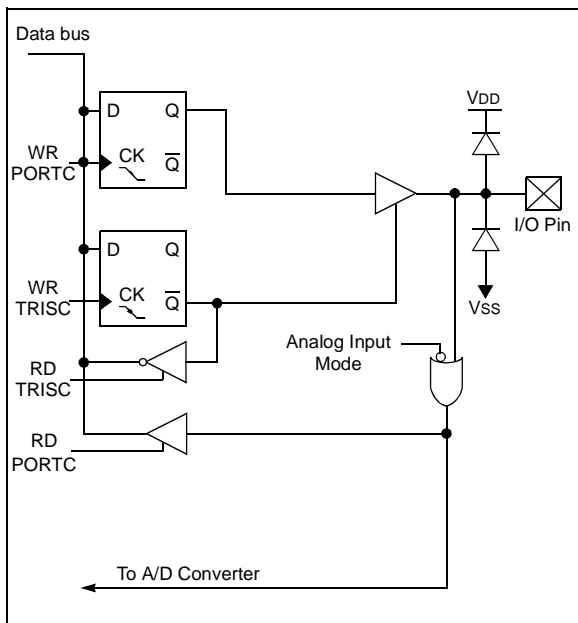 Data bus
D
Q
VDD
WR
PORTC
CK
Q
I/O Pin
D
Q
WR
TRISC
CK
Q
VSS
Analog Input
Mode
RD
TRISC
RD
PORTC
To A/D Converter